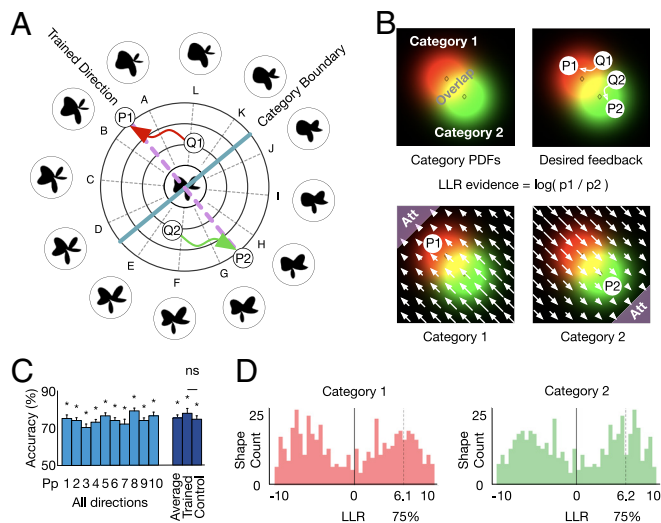 A
Trained Direction
Category Boundary
L
A
K
P1
B
Q1
J
C
I
D
Q2
H
E
P2
F
G
B
Category 1
Overlap
Category 2
P1
Q1
Q2
P2
Category PDFs
Desired feedback
LLR evidence = log( p1 / p2 )
Att
P1
P2
Att
Category 1
Category 2
C
ns
Accuracy (%)
90
70
50
* * * * * * * * * * * * *
Pp 1 2 3 4 5 6 7 8 9 10
All directions
Average
Trained
Control
D
Category 1
Shape Count
25
0
0
-10
0
6,1
10
LLR
75%
Category 2
Shape Count
25
0
0
-10
0
6,2
10
LLR
75%